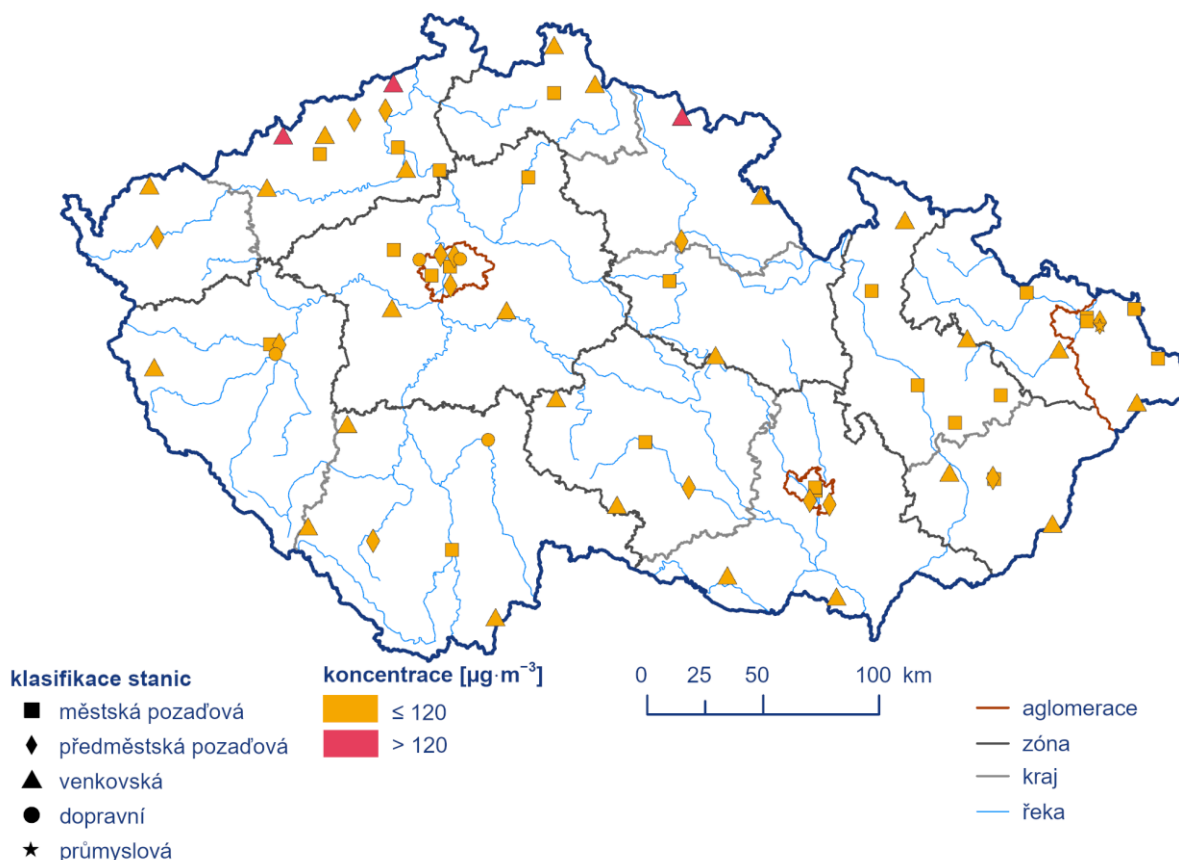 klasifikace stanic
městská pozaďová
předměstská pozaďová
venkovská
dopravní
průmyslová
koncentrace [µg·m⁻³]
≤ 120
> 120
0 25 50 100 km
aglomerace
zóna
kraj
řeka